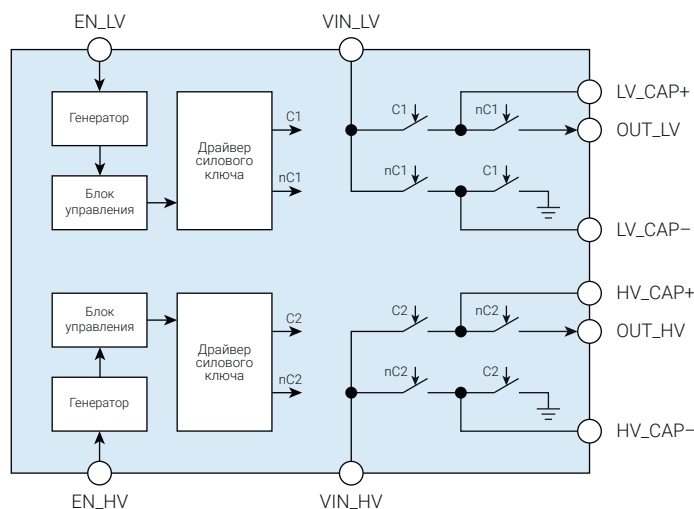 EN_LV
VIN_LV
LV_CAP+
OUT_LV
LV_CAP–
Генератор
Блок
управления
Драйвер
силового
ключа
C1
nC1
C1
nC1
nC1
C1
HV_CAP+
OUT_HV
HV_CAP–
Блок
управления
Генератор
Драйвер
силового
ключа
C2
nC2
C2
nC2
nC2
C2
EN_HV
VIN_HV